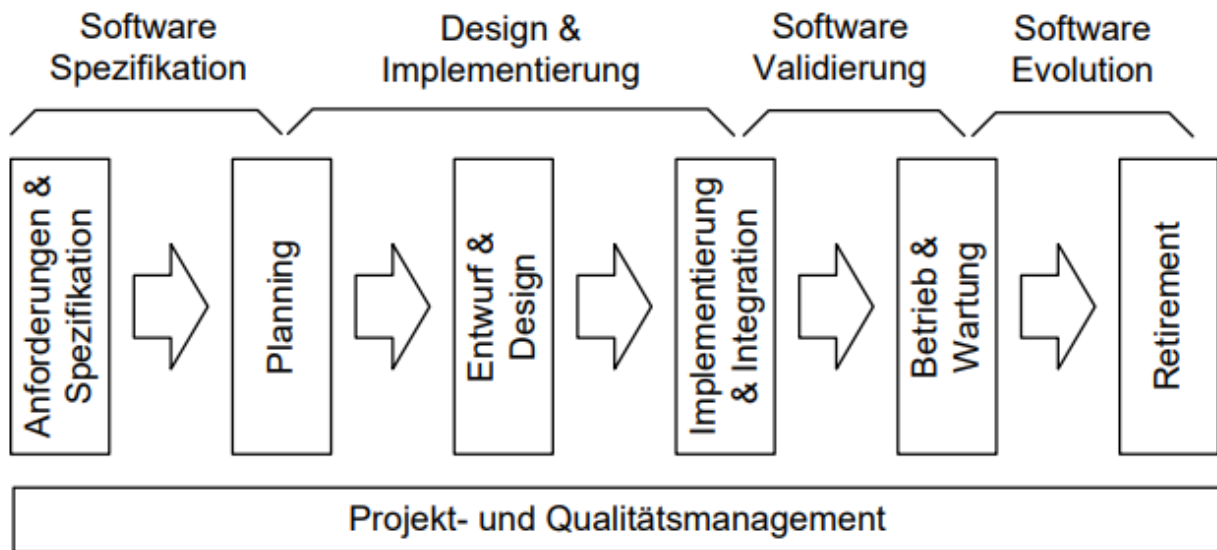 Software
Spezifikation
Design &
Implementierung
Software
Validierung
Software
Evolution
Anforderungen &
Spezifikation
Planning
Entwurf &
Design
Implementierung
& Integration
Betrieb &
Wartung
Retirement
Projekt- und Qualitätsmanagement